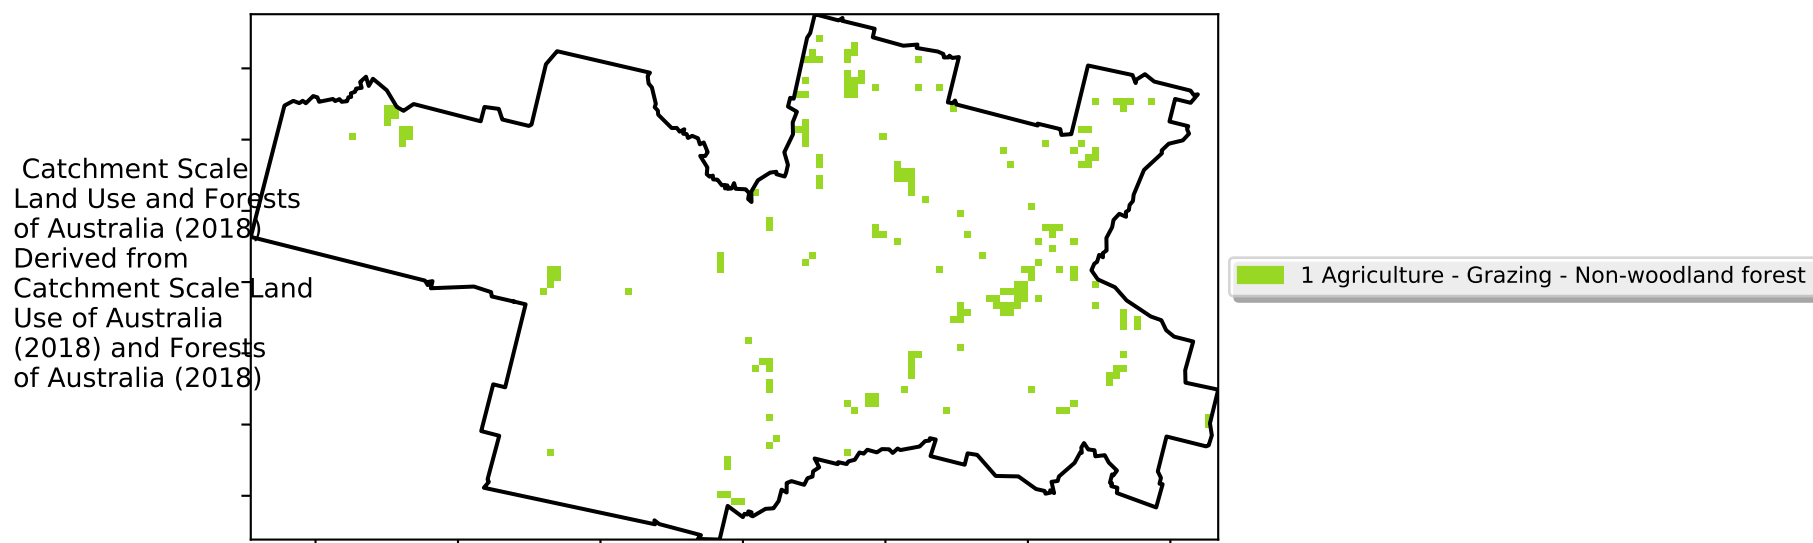 Catchment Scale
Land Use and Forests
of Australia (2018)
Derived from
Catchment Scale Land
Use of Australia
(2018) and Forests
of Australia (2018)
1 Agriculture - Grazing - Non-woodland forest